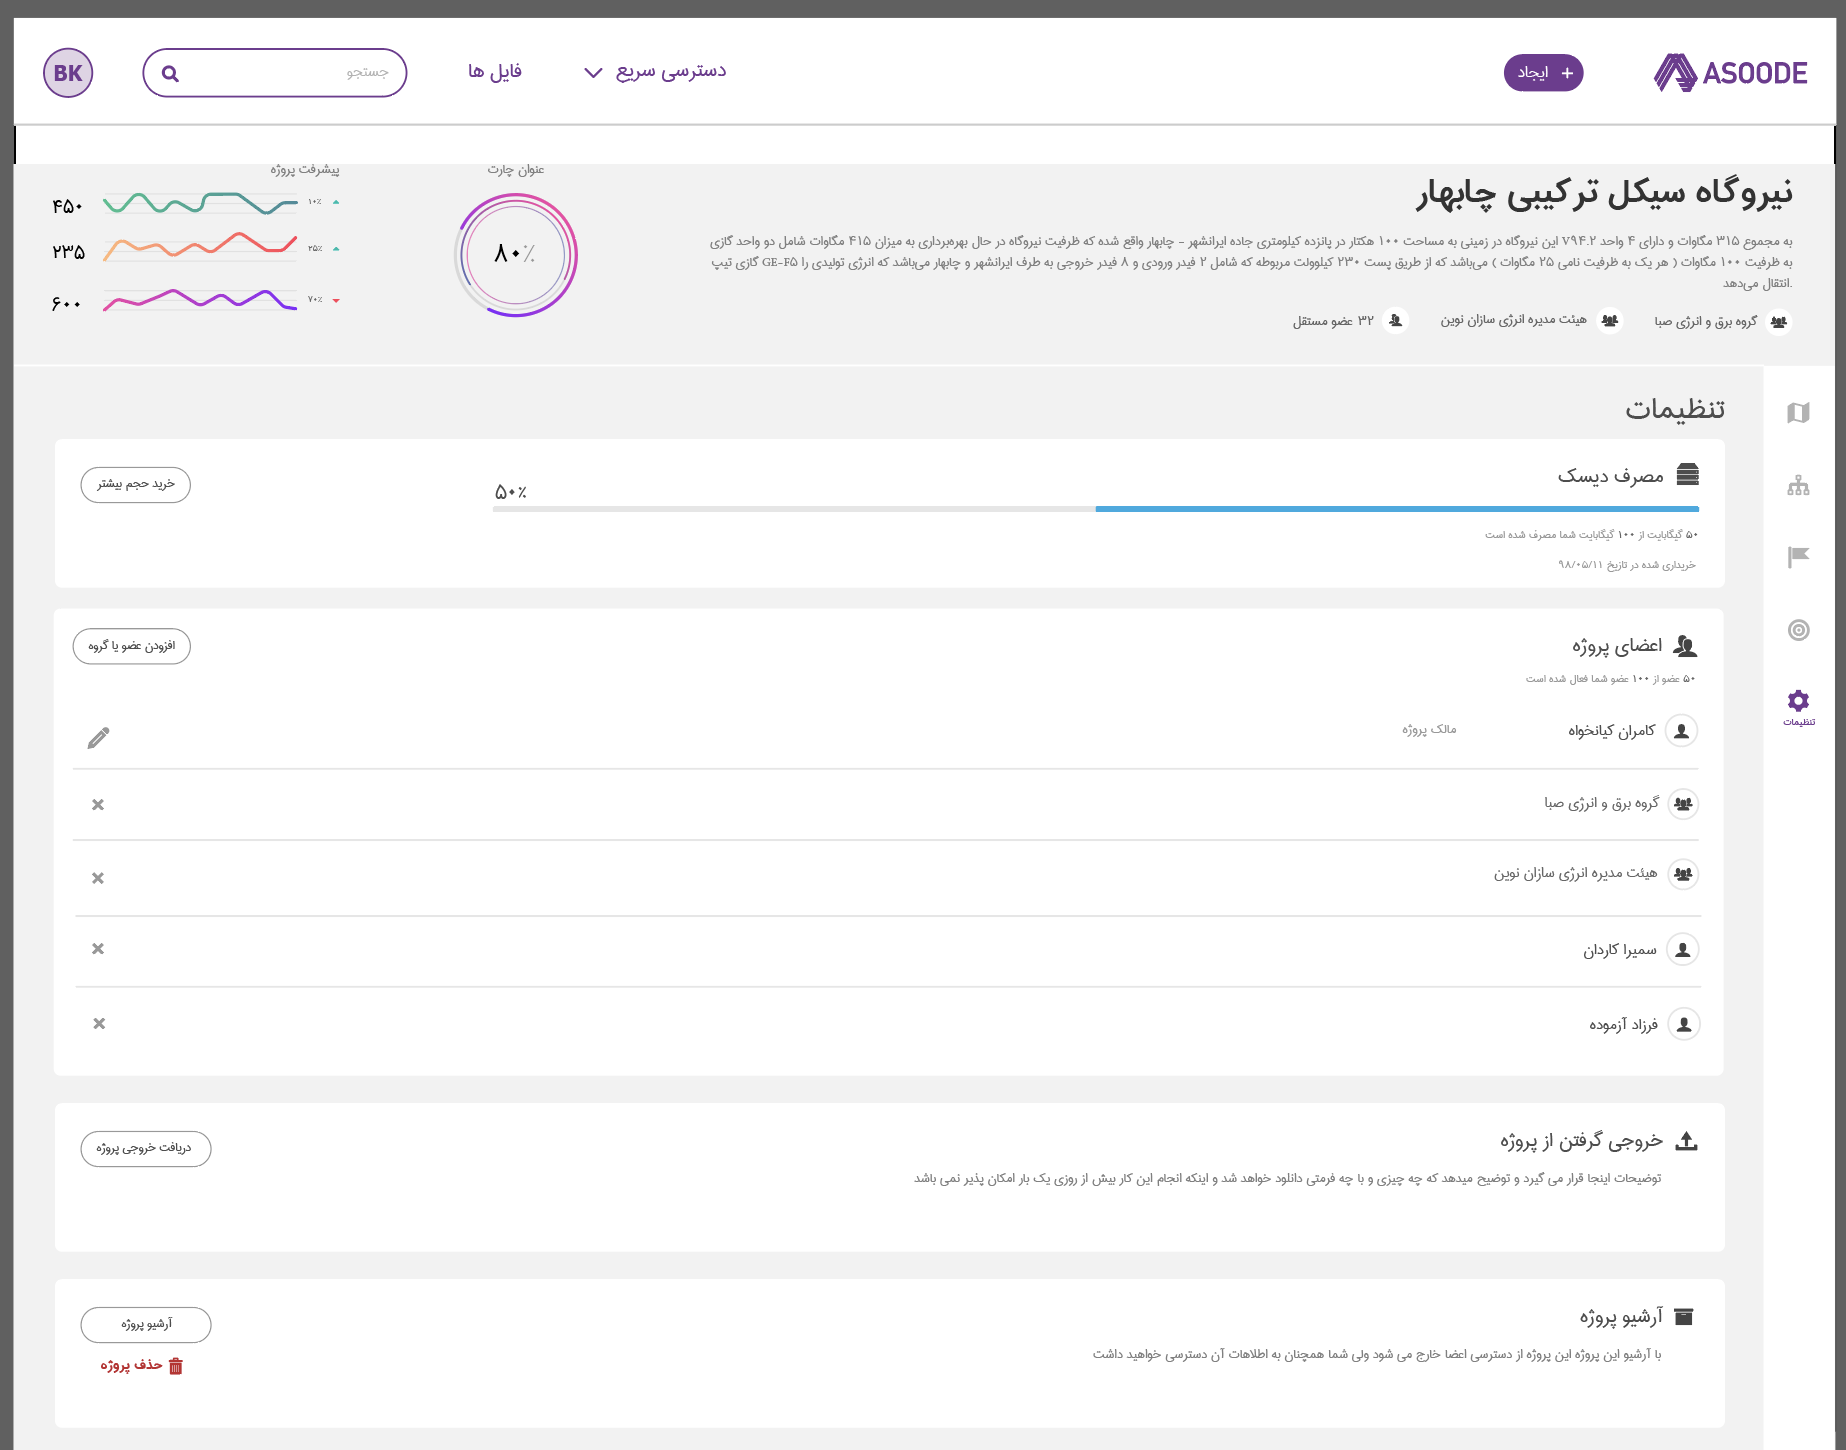 ASOODE
ایجاد
دسترسی سریع
فایل ها
جستجو
BK
نیروگاه سیکل ترکیبی چابهار
به مجموع ۳۱۵ مگاوات و دارای ۴ واحد V۹۴.۲ این نیروگاه در زمینی به مساحت ۱۰۰ هکتار در پانزده کیلومتری جاده ایرانشهر - چابهار واقع شده که ظرفیت نیروگاه در حال بهره‌برداری به میزان ۴۱۵ مگاوات شامل دو واحد گازی
به ظرفیت ۱۰۰ مگاوات ( هر یک به ظرفیت نامی ۲۵ مگاوات ) می‌باشد که از طریق پست ۲۳۰ کیلوولت مربوطه که شامل ۲ فیدر ورودی و ۸ فیدر خروجی به طرف ایرانشهر و چابهار می‌باشد که انرژی تولیدی را GE-F۵ گازی تیپ
.انتقال می‌دهد
گروه برق و انرژی صبا
هیئت مدیره انرژی سازان نوین
۳۲ عضو مستقل
عنوان چارت
۸۰٪
پیشرفت پروژه
۱۰٪
۴۵۰
۲۵٪
۲۳۵
۷۰٪
۶۰۰
تنظیمات
تنظیمات
مصرف دیسک
۵۰٪
خرید حجم بیشتر
۵۰ گیگابایت از ۱۰۰ گیگابایت شما مصرف شده است
خریداری شده در تاریخ ۹۸/۰۵/۱۱
اعضای پروژه
افزودن عضو یا گروه
۵۰ عضو از ۱۰۰ عضو شما فعال شده است
کامران کیانخواه
مالک پروژه
گروه برق و انرژی صبا
هیئت مدیره انرژی سازان نوین
سمیرا کاردان
فرزاد آزموده
خروجی گرفتن از پروژه
دریافت خروجی پروژه
توضیحات اینجا قرار می گیرد و توضیح میدهد که چه چیزی و با چه فرمتی دانلود خواهد شد و اینکه انجام این کار بیش از روزی یک بار امکان پذیر نمی باشد
آرشیو پروژه
آرشیو پروژه
با آرشیو این پروژه این پروژه از دسترسی اعضا خارج می شود ولی شما همچنان به اطلاهات آن دسترسی خواهید داشت
حذف پروژه